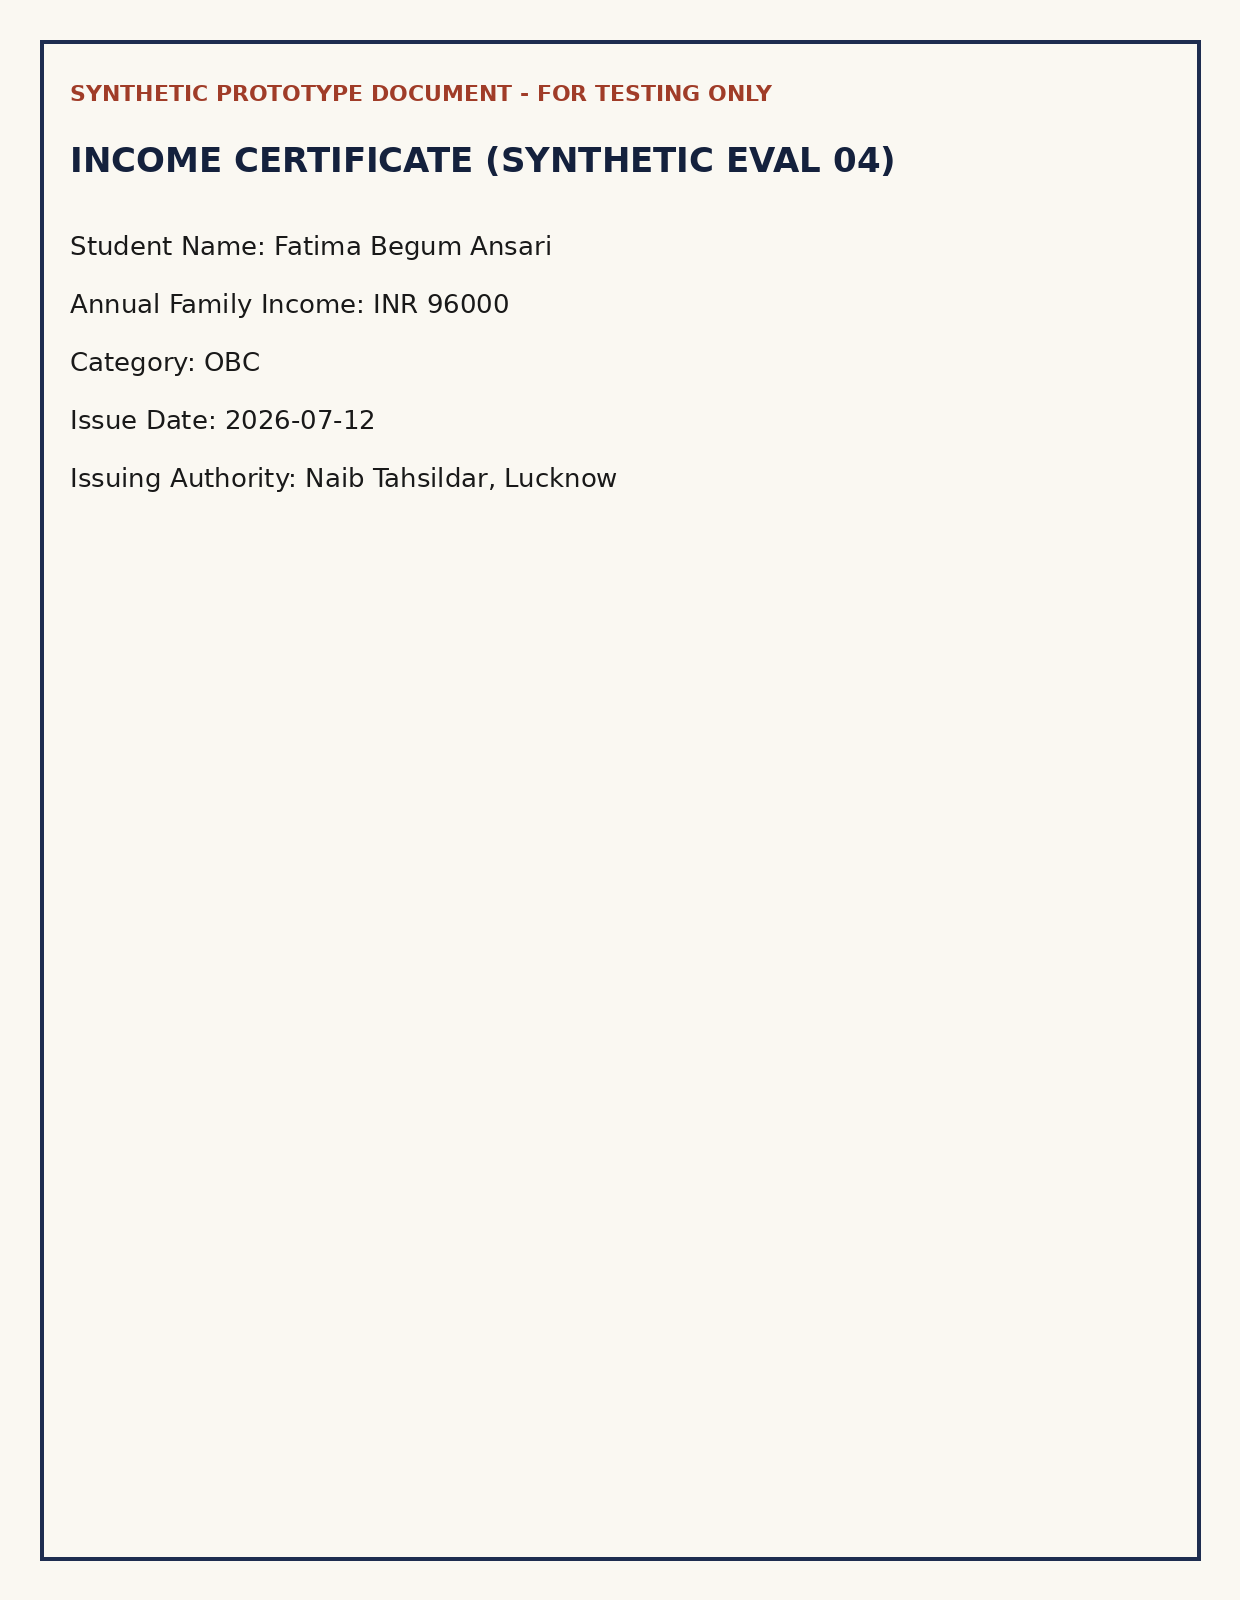 SYNTHETIC PROTOTYPE DOCUMENT - FOR TESTING ONLY
INCOME CERTIFICATE (SYNTHETIC EVAL 04)
Student Name: Fatima Begum Ansari
Annual Family Income: INR 96000
Category: OBC
Issue Date: 2026-07-12
Issuing Authority: Naib Tahsildar, Lucknow